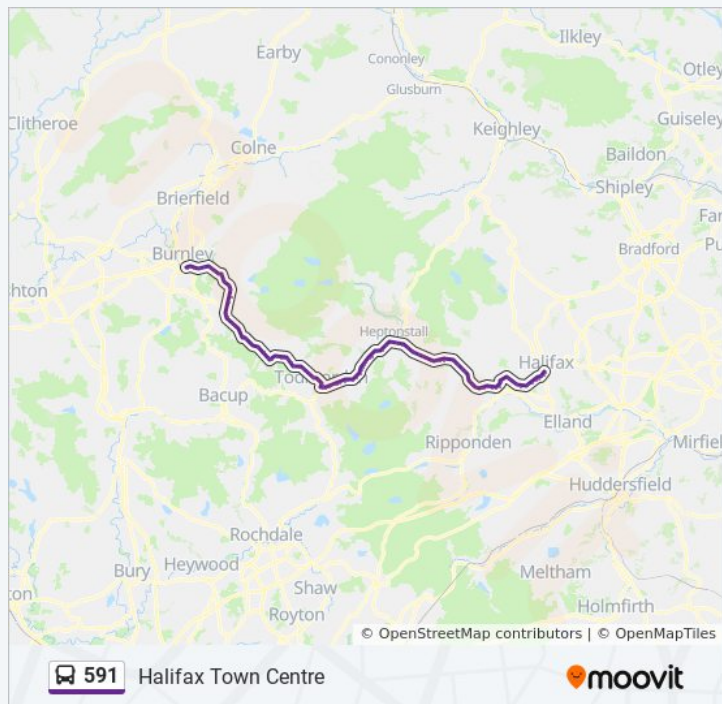 Ilkley
Earby
Cononley
Otley
Glusburn
Clitheroe
Guiseley
Keighley
Colne
Baildon
Brierfield
Shipley
Bradford
Burnley
Heptonstall
Halifax
Bacup
Elland
Ripponden
Huddersfield
Rochdale
Heywood
Meltham
Bury
Shaw
Holmfirth
Royton
© OpenStreetMap contributors | © OpenMapTiles
591 Halifax Town Centre
moovit